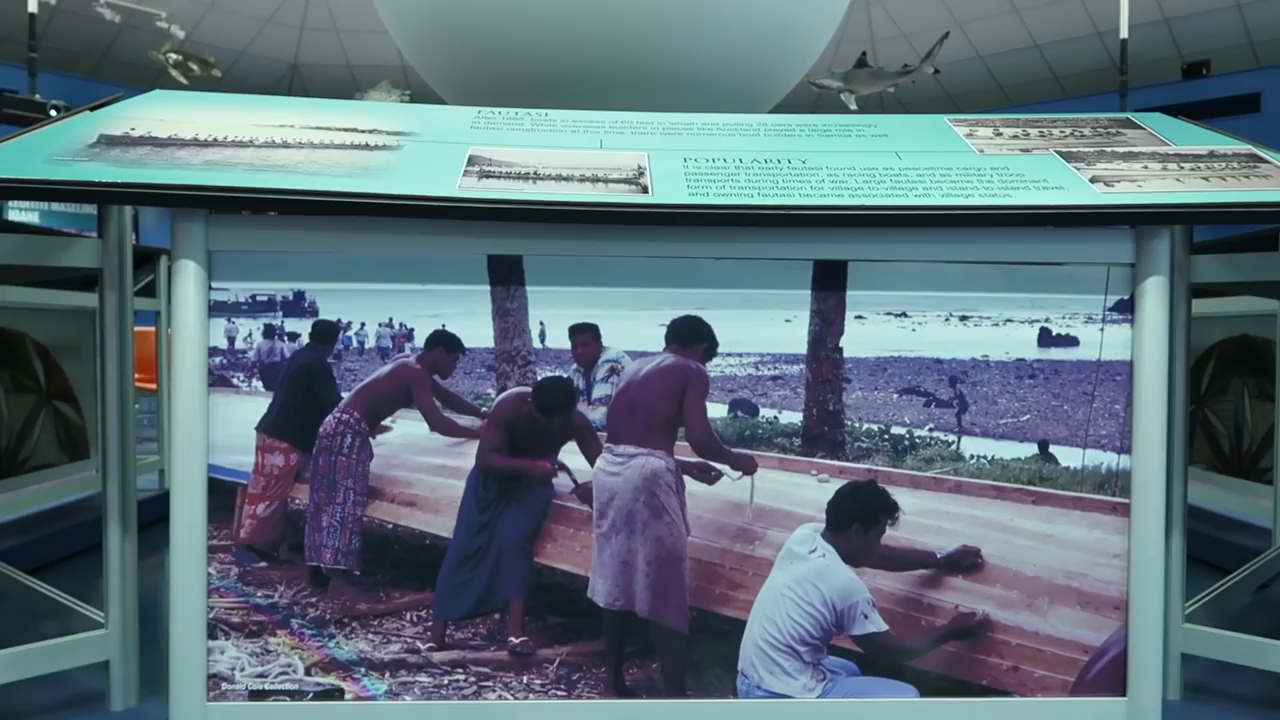 FAUTASI
After 1895, boats in excess of 60 feet in length and pulling 28 oars were increasingly
in demand. While overseas builders in places like Auckland played a large role in
fautasi construction at this time, there were numerous boat builders in Samoa as well.
POPULARITY
It is clear that early fautasi found use as peacetime cargo and
passenger transportation, as racing boats, and as military troop
transports during times of war. The fautasi became the dominant
form of transportation for village-to-village and island-to-island travel,
and owning fautasi became associated with village status.
Donald Cole Collection